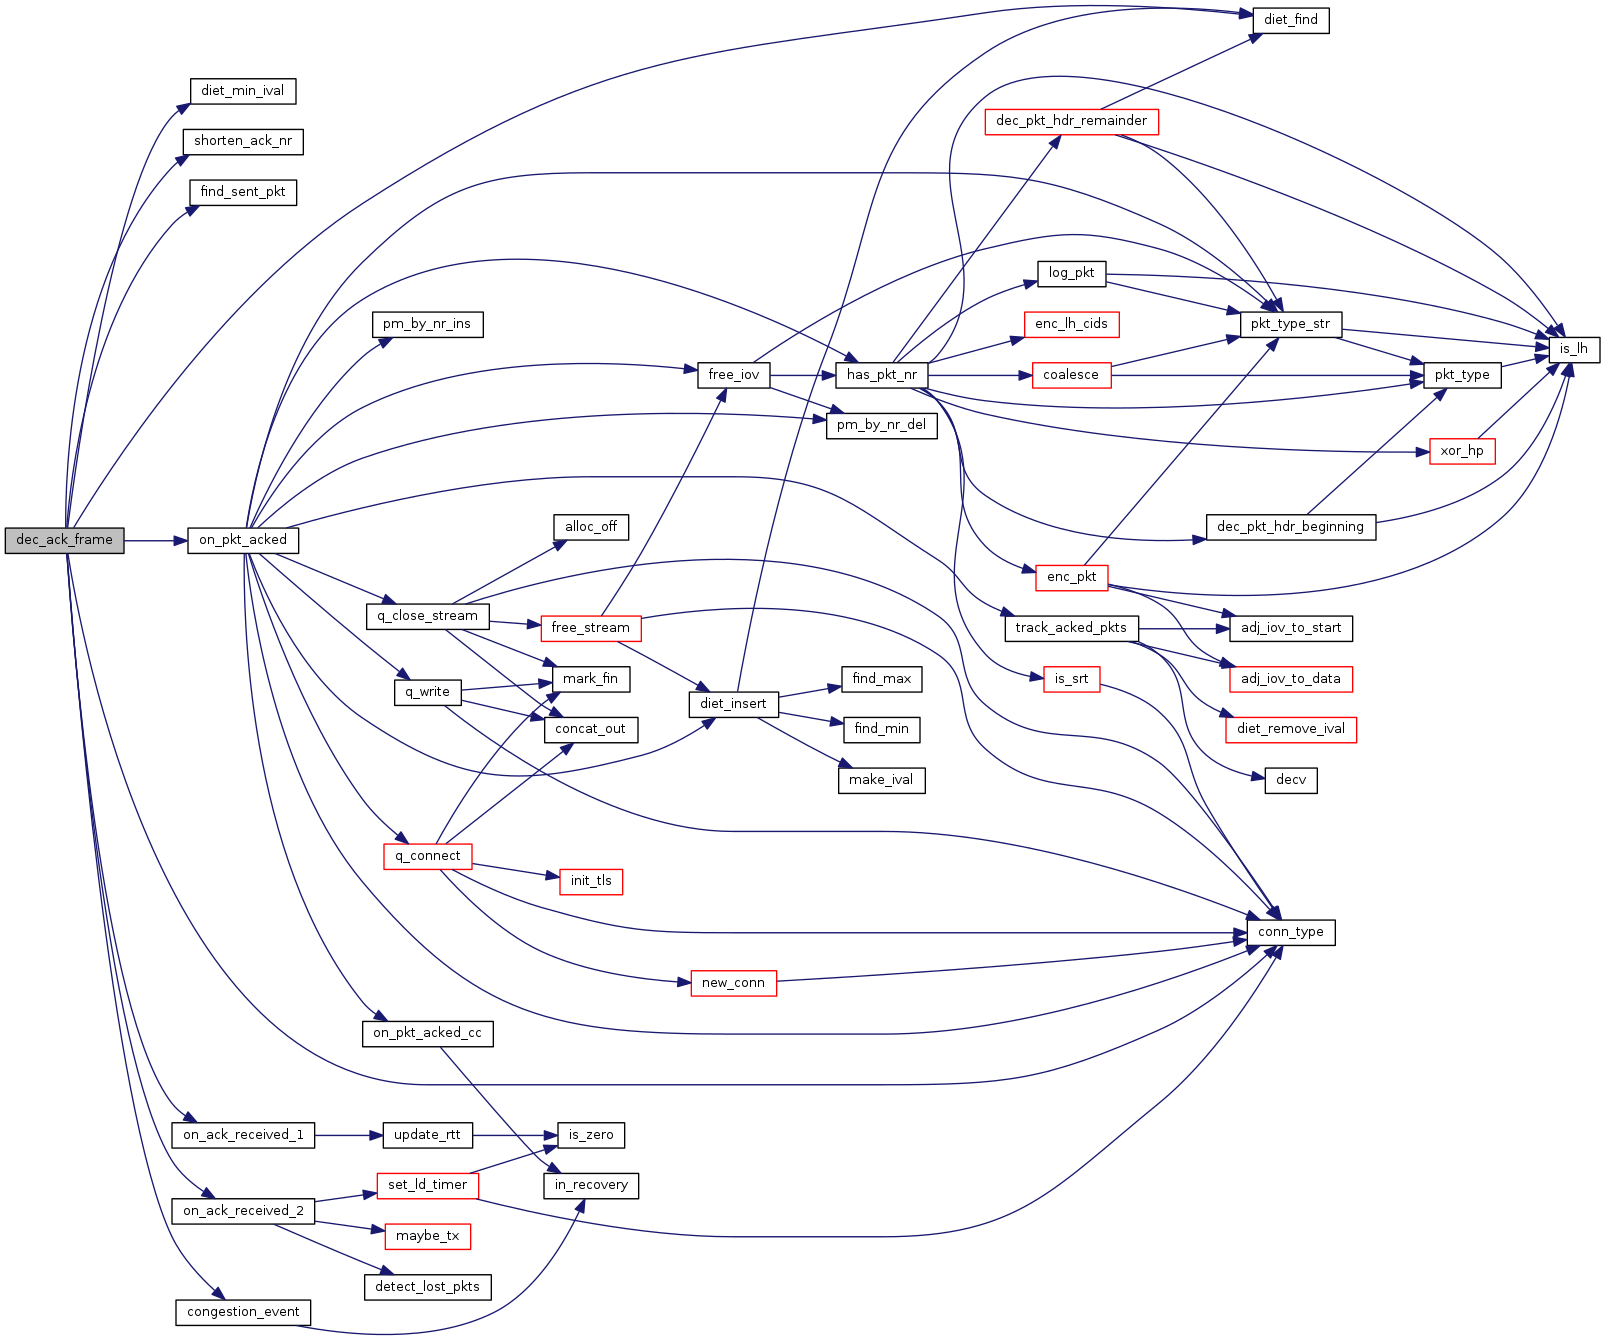 diet_find
diet_min_ival
dec_pkt_hdr_remainder
shorten_ack_nr
find_sent_pkt
log_pkt
pm_by_nr_ins
enc_lh_cids
pkt_type_str
is_lh
free_iov
has_pkt_nr
coalesce
pkt_type
pm_by_nr_del
xor_hp
alloc_off
dec_pkt_hdr_beginning
dec_ack_frame
on_pkt_acked
enc_pkt
q_close_stream
free_stream
track_acked_pkts
adj_iov_to_start
mark_fin
find_max
is_srt
adj_iov_to_data
q_write
diet_insert
concat_out
find_min
diet_remove_ival
make_ival
decv
q_connect
init_tls
conn_type
new_conn
on_pkt_acked_cc
on_ack_received_1
update_rtt
is_zero
set_ld_timer
in_recovery
on_ack_received_2
maybe_tx
detect_lost_pkts
congestion_event